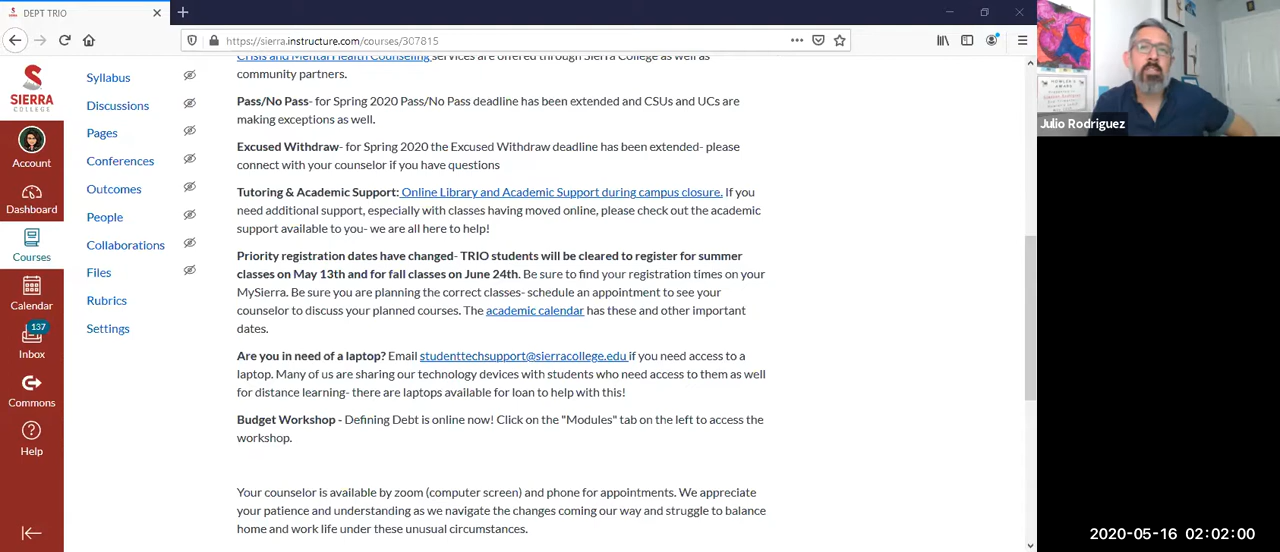 DEPT TRIO
https://sierra.instructure.com/courses/307815
SIERRA
COLLEGE
Account
Dashboard
Courses
Calendar
137
Inbox
Commons
Help
Syllabus
Discussions
Pages
Conferences
Outcomes
People
Collaborations
Files
Rubrics
Settings
Crisis and Mental Health Counseling services are offered through Sierra College as well as
community partners.
Pass/No Pass- for Spring 2020 Pass/No Pass deadline has been extended and CSUs and UCs are
making exceptions as well.
Excused Withdraw- for Spring 2020 the Excused Withdraw deadline has been extended- please
connect with your counselor if you have questions
Tutoring & Academic Support: Online Library and Academic Support during campus closure. If you
need additional support, especially with classes having moved online, please check out the academic
support available to you- we are all here to help!
Priority registration dates have changed- TRIO students will be cleared to register for summer
classes on May 13th and for fall classes on June 24th. Be sure to find your registration times on your
MySierra. Be sure you are planning the correct classes- schedule an appointment to see your
counselor to discuss your planned courses. The academic calendar has these and other important
dates.
Are you in need of a laptop? Email studenttechsupport@sierracollege.edu if you need access to a
laptop. Many of us are sharing our technology devices with students who need access to them as well
for distance learning- there are laptops available for loan to help with this!
Budget Workshop - Defining Debt is online now! Click on the "Modules" tab on the left to access the
workshop.
Your counselor is available by zoom (computer screen) and phone for appointments. We appreciate
your patience and understanding as we navigate the changes coming our way and struggle to balance
home and work life under these unusual circumstances.
AWARD
Julio Rodriguez
2020-05-16 02:02:00